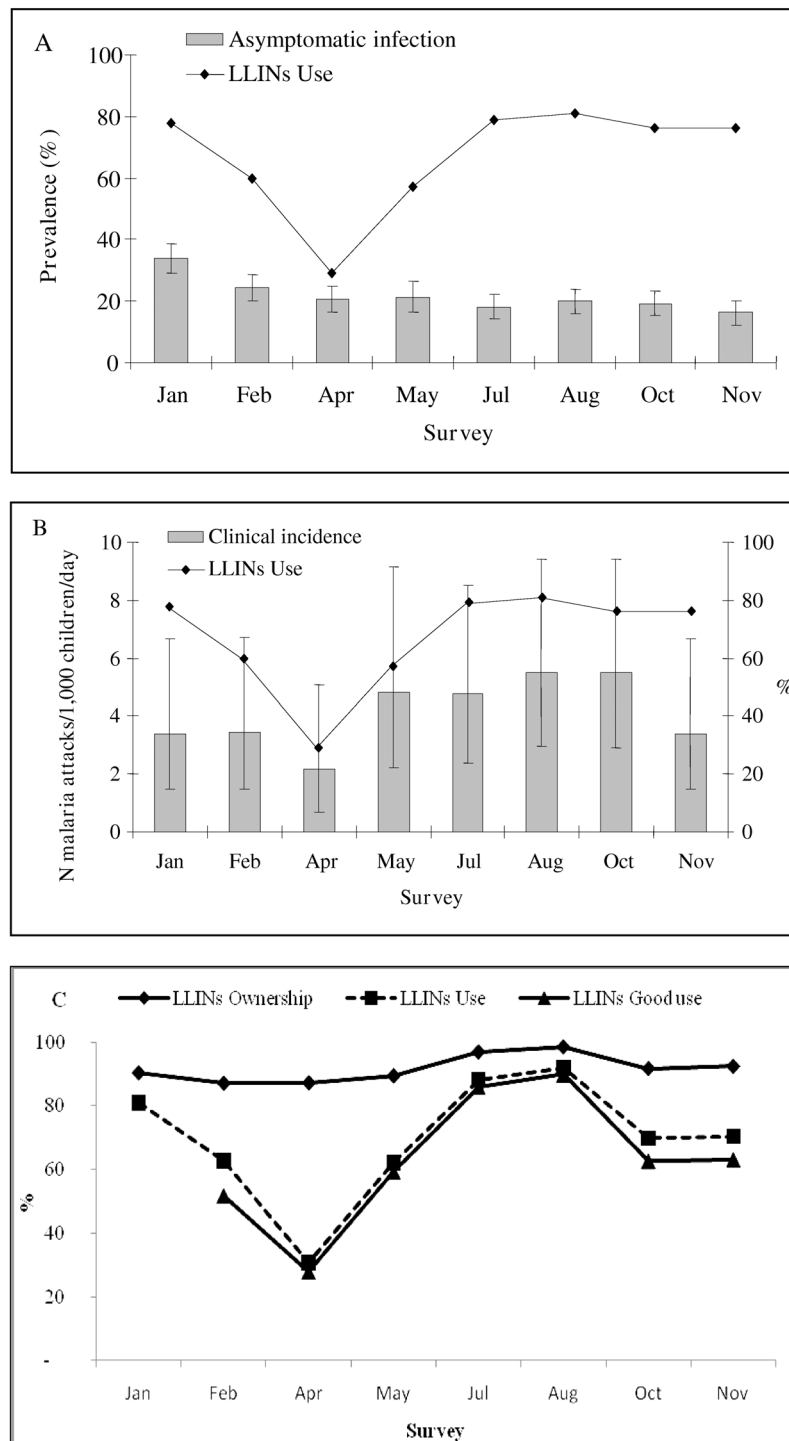 A
Asymptomatic infection
LLINs Use
Prevalence (%)
100
80
60
40
20
0
Jan Feb Apr May Jul Aug Oct Nov
Survey
B
Clinical incidence
LLINs Use
N malaria attacks/1,000 children/day
10
8
6
4
2
0
100
80
60
40
20
0
%
Jan Feb Apr May Jul Aug Oct Nov
Survey
C
LLINs Ownership LLINs Use LLINs Good use
%
100
80
60
40
20
-
Jan Feb Apr May Jul Aug Oct Nov
Survey